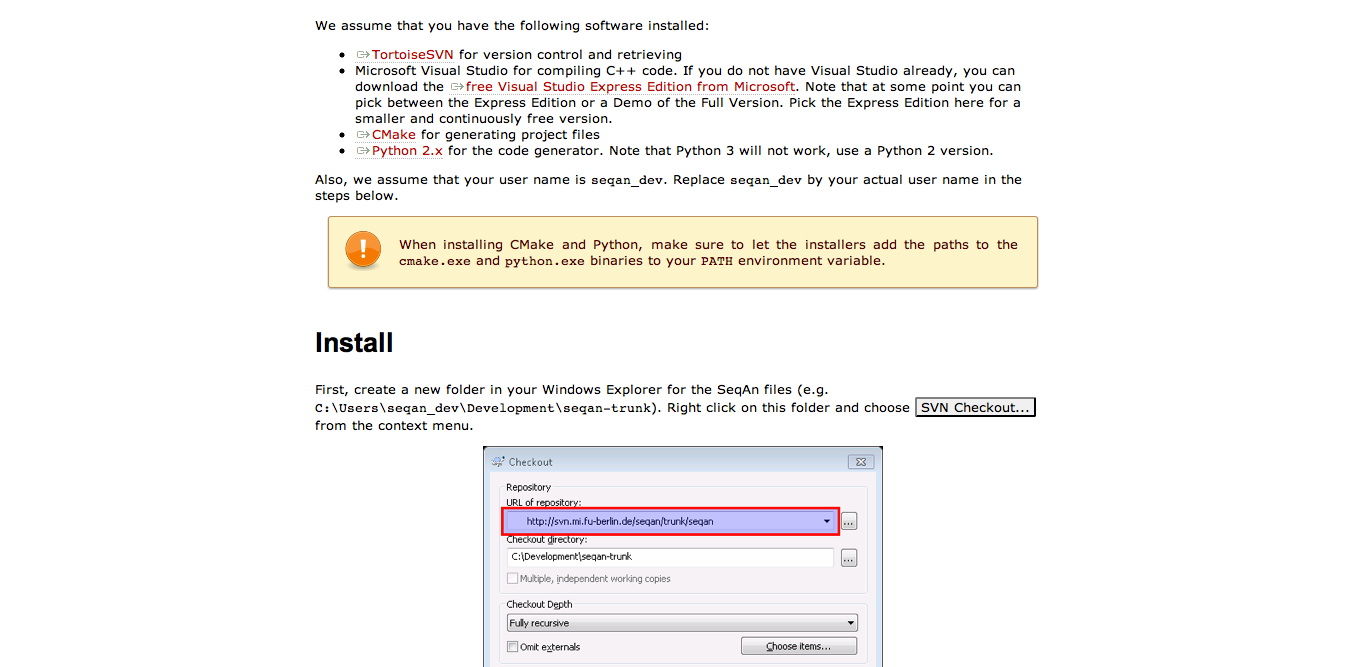 We assume that you have the following software installed:
TortoiseSVN for version control and retrieving
Microsoft Visual Studio for compiling C++ code. If you do not have Visual Studio already, you can
download the free Visual Studio Express Edition from Microsoft. Note that at some point you can
pick between the Express Edition or a Demo of the Full Version. Pick the Express Edition here for a
smaller and continuously free version.
CMake for generating project files
Python 2.x for the code generator. Note that Python 3 will not work, use a Python 2 version.
Also, we assume that your user name is seqan_dev. Replace seqan_dev by your actual user name in the
steps below.
When installing CMake and Python, make sure to let the installers add the paths to the
cmake.exe and python.exe binaries to your PATH environment variable.
Install
First, create a new folder in your Windows Explorer for the SeqAn files (e.g.
C:\Users\seqan_dev\Development\seqan-trunk). Right click on this folder and choose SVN Checkout...
from the context menu.
Checkout
Repository
URL of repository:
http://svn.mi.fu-berlin.de/seqan/trunk/seqan
...
Checkout directory:
C:\Development\seqan-trunk
...
Multiple, independent working copies
Checkout Depth
Fully recursive
Omit externals
Choose items...